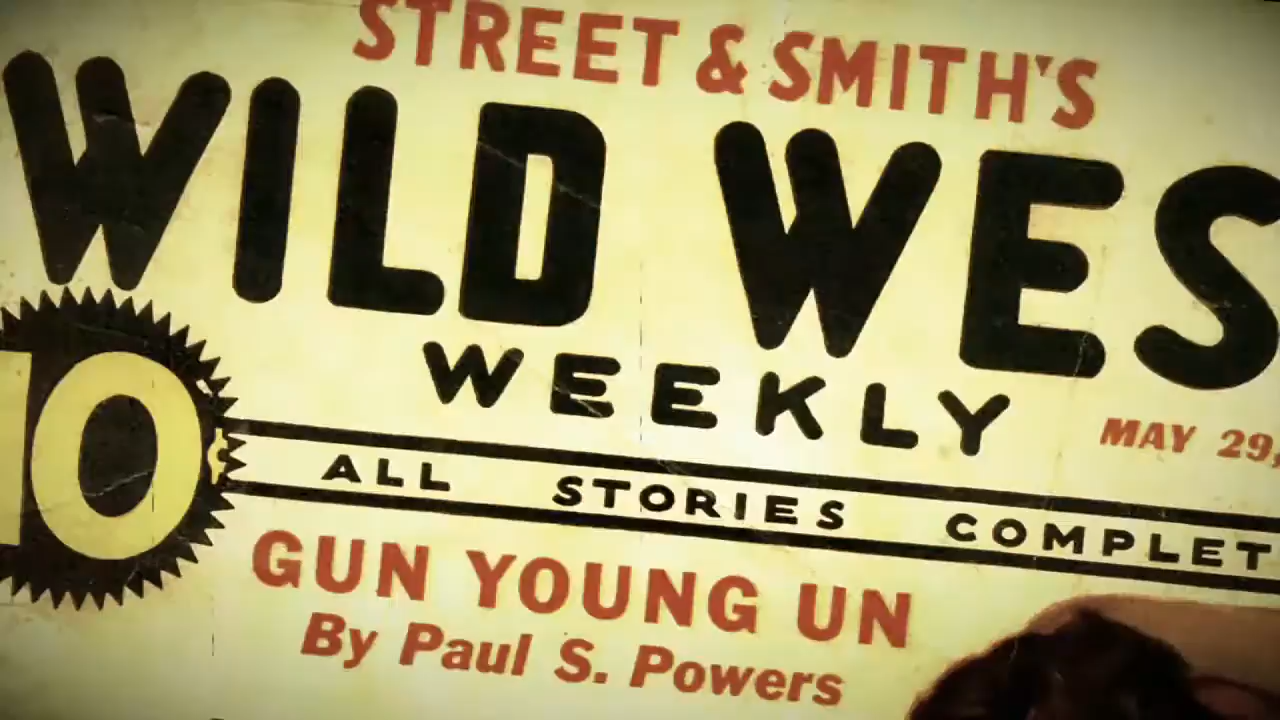 STREET & SMITH'S
WILD WES
WEEKLY
MAY 29,
10¢
ALL STORIES COMPLET
GUN YOUNG UN
By Paul S. Powers